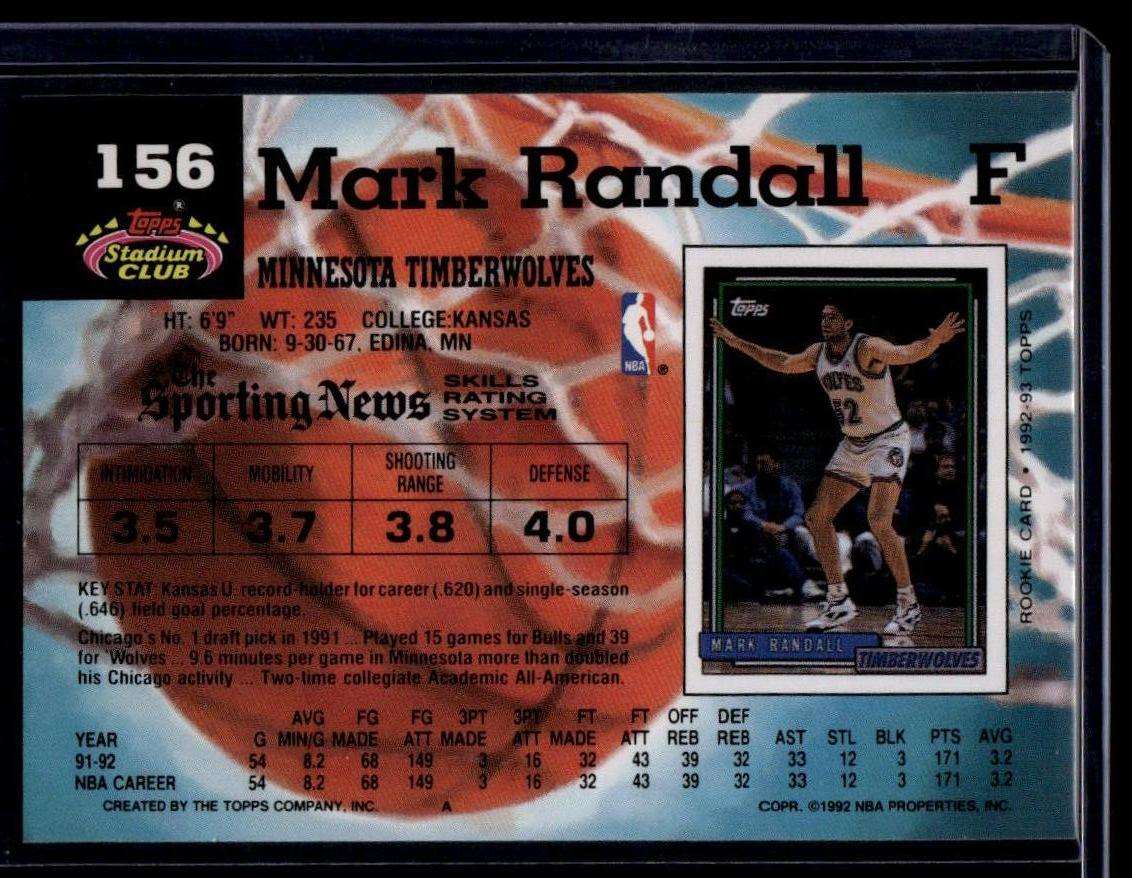 156
Mark Randall F
Topps ®
Stadium
CLUB
MINNESOTA TIMBERWOLVES
HT: 6'9" WT: 235 COLLEGE:KANSAS
BORN: 9-30-67, EDINA, MN
The
Sporting News
SKILLS
RATING
SYSTEM
NBA ®
INTIMIDATION MOBILITY SHOOTING RANGE DEFENSE
3.5 3.7 3.8 4.0
KEY STAT: Kansas U. record-holder for career (.620) and single-season
(.646) field goal percentage.
Chicago's No. 1 draft pick in 1991 ... Played 15 games for Bulls and 39
for Wolves ... 9.6 minutes per game in Minnesota more than doubled
his Chicago activity ... Two-time collegiate Academic All-American.
topps
WOLVES
52
MARK RANDALL
TIMBERWOLVES
ROOKIE CARD • 1992-93 TOPPS
AVG FG FG 3PT 3PT FT FT OFF DEF
YEAR G MIN/G MADE ATT MADE ATT MADE ATT REB REB AST STL BLK PTS AVG
91-92 54 8.2 68 149 3 16 32 43 39 32 33 12 3 171 3.2
NBA CAREER 54 8.2 68 149 3 16 32 43 39 32 33 12 3 171 3.2
CREATED BY THE TOPPS COMPANY, INC. A COPR. ©1992 NBA PROPERTIES, INC.